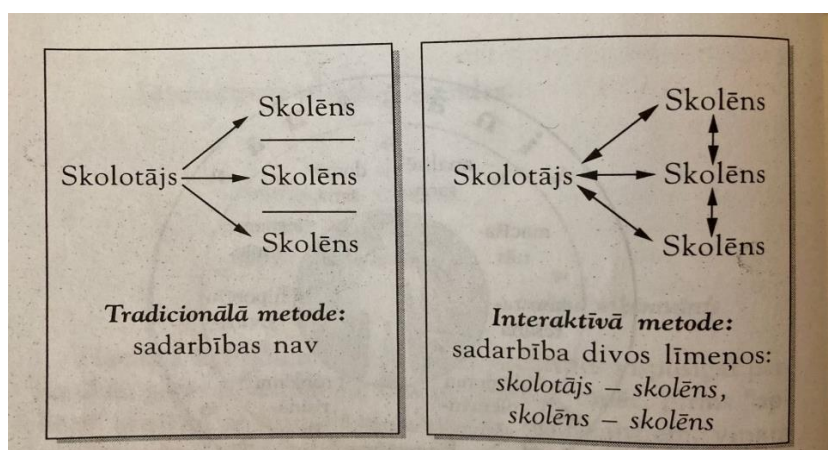 Skolēns
Skolotājs
Skolēns
Skolēns
Tradicionālā metode:
sadarbības nav
Skolēns
Skolotājs
Skolēns
Skolēns
Interaktīvā metode:
sadarbība divos līmeņos:
skolotājs – skolēns,
skolēns – skolēns